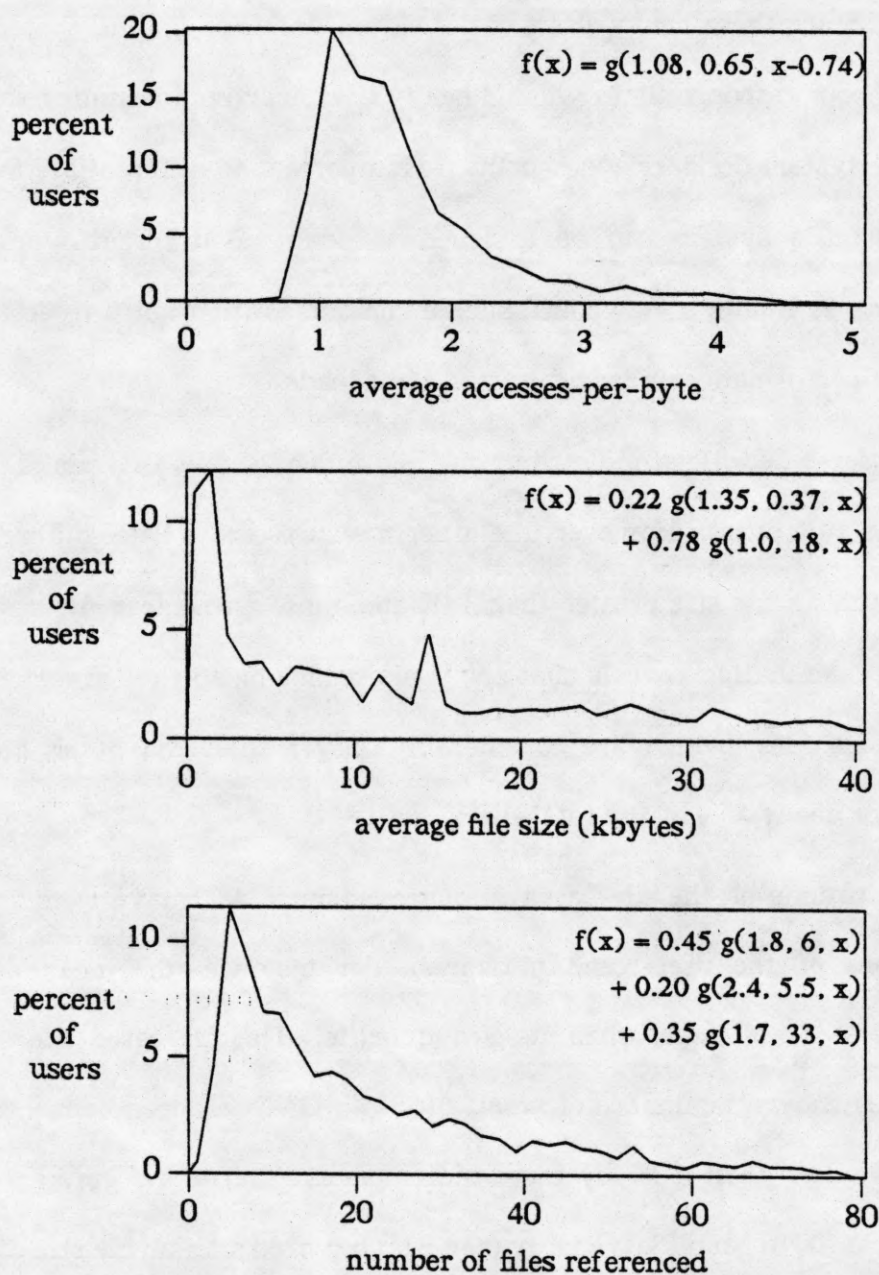 20
15
10
5
0
percent
of
users
f(x) = g(1.08, 0.65, x-0.74)
0 1 2 3 4 5
average accesses-per-byte
10
5
0
percent
of
users
f(x) = 0.22 g(1.35, 0.37, x)
+ 0.78 g(1.0, 18, x)
0 10 20 30 40
average file size (kbytes)
10
5
0
percent
of
users
f(x) = 0.45 g(1.8, 6, x)
+ 0.20 g(2.4, 5.5, x)
+ 0.35 g(1.7, 33, x)
0 20 40 60 80
number of files referenced